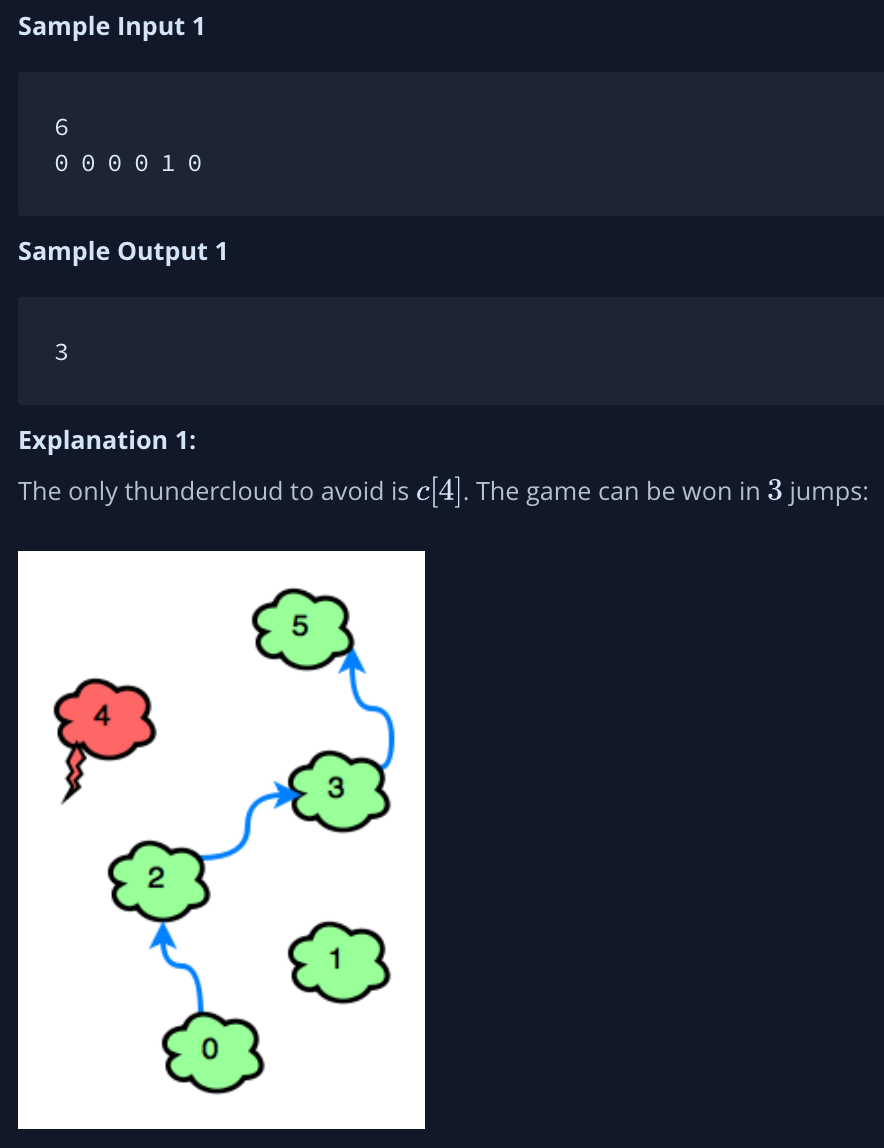 Sample Input 1
6
0 0 0 0 1 0
Sample Output 1
3
Explanation 1:
The only thundercloud to avoid is c[4]. The game can be won in 3 jumps:
5
4
3
2
1
0